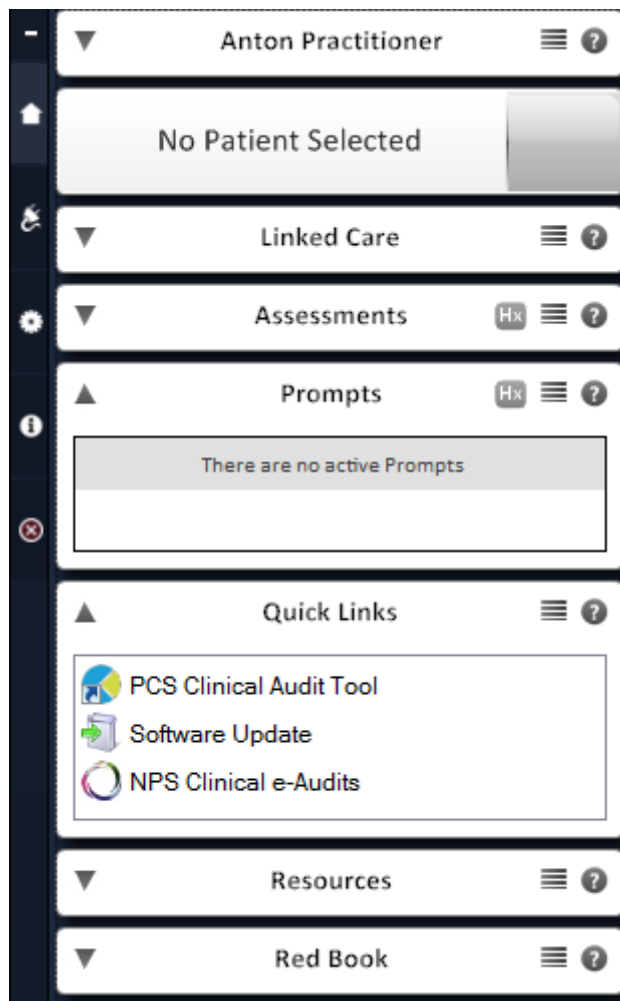 Anton Practitioner
No Patient Selected
Linked Care
Assessments Hx
Prompts Hx
There are no active Prompts
Quick Links
PCS Clinical Audit Tool
Software Update
NPS Clinical e-Audits
Resources
Red Book